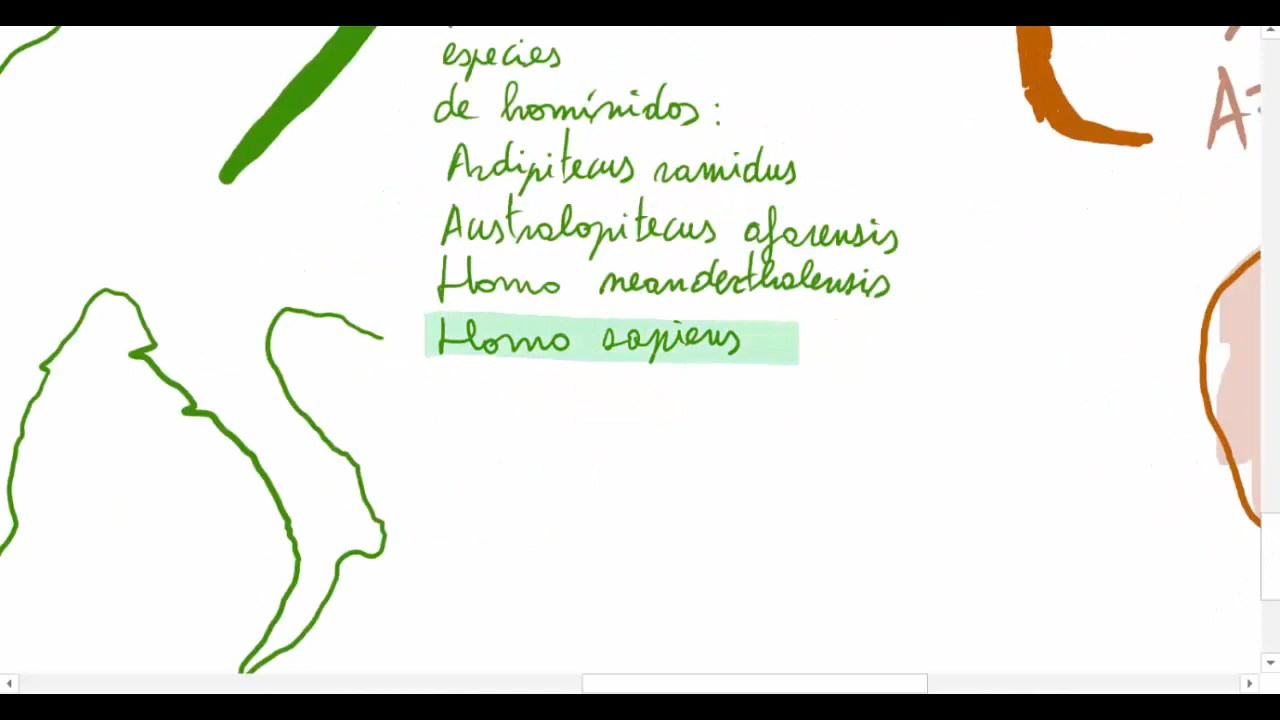 especies
de homínidos:
Ardipitecus ramidus
Australopitecus afarensis
Homo neanderthalensis
Homo sapiens
A